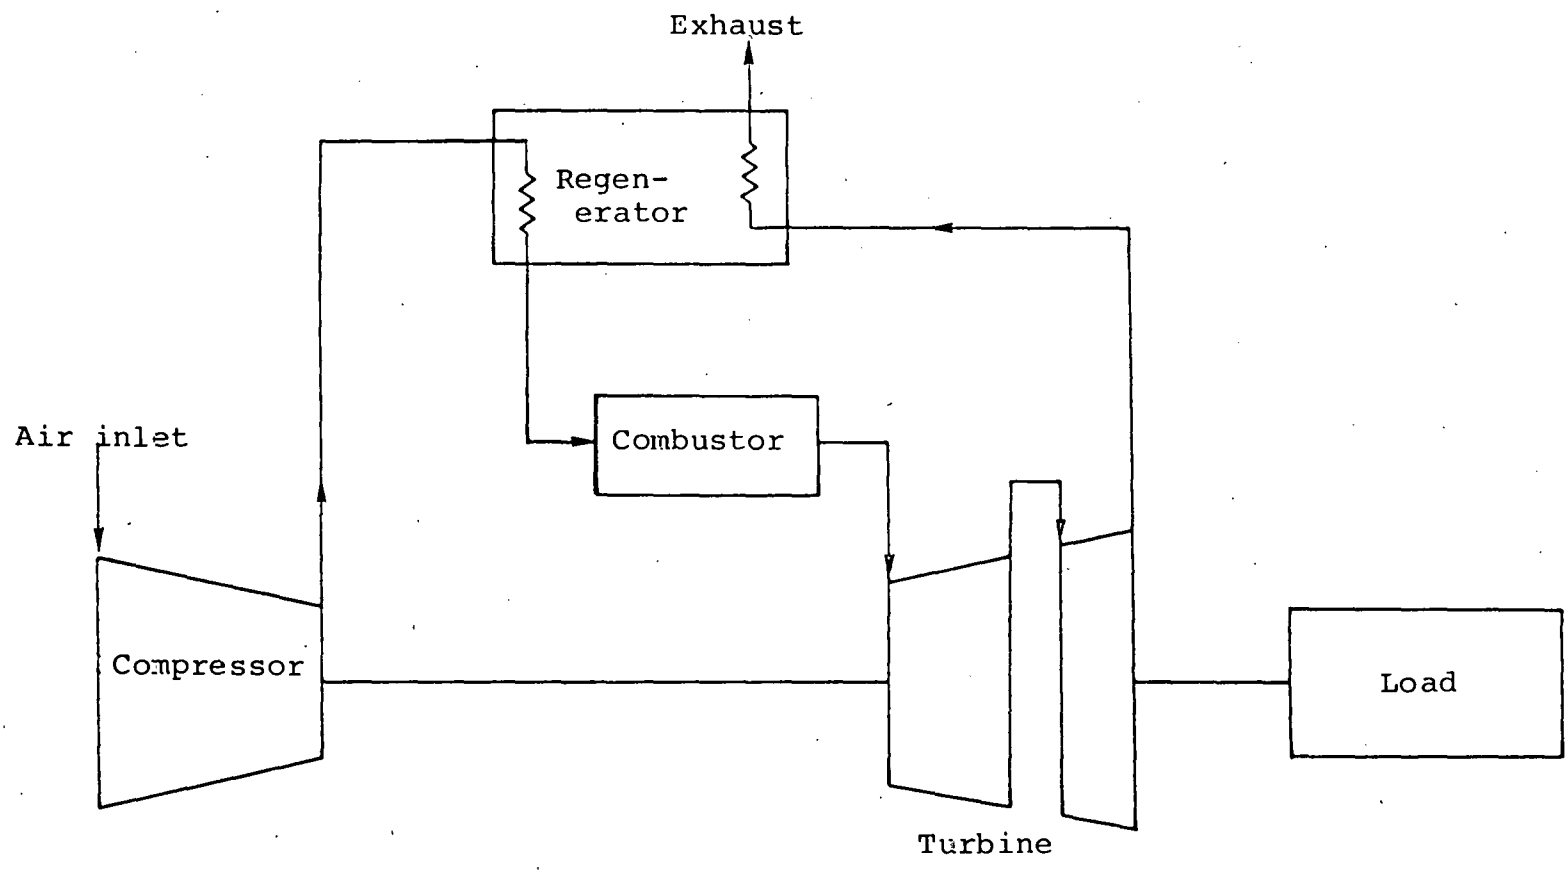 Exhaust
Regen-
erator
Air inlet
Combustor
Compressor
Load
Turbine